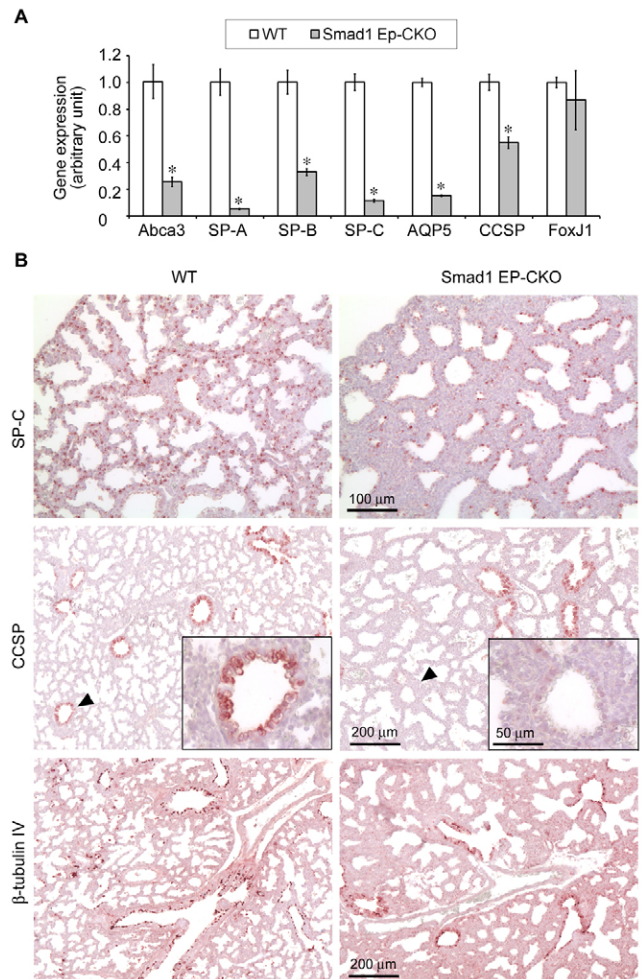 A
WT Smad1 Ep-CKO
Gene expression
(arbitrary unit)
1.2
1.0
0.8
0.6
0.4
0.2
0
*
*
*
*
*
*
Abca3 SP-A SP-B SP-C AQP5 CCSP FoxJ1
B
WT Smad1 EP-CKO
SP-C
100 µm
CCSP
200 µm
50 µm
β-tubulin IV
200 µm